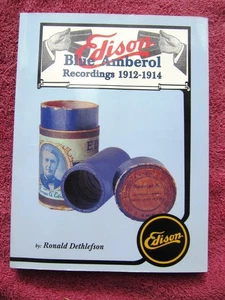 Edison
Blue Amberol
Recordings 1912-1914
by: Ronald Dethlefson
Edison